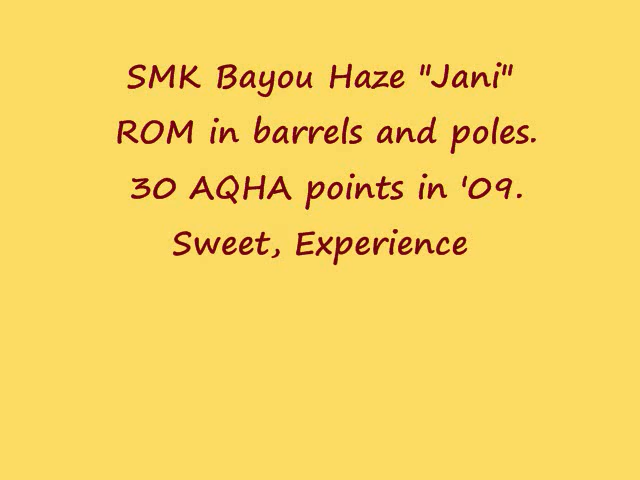 SMK Bayou Haze "Jani"
ROM in barrels and poles.
30 AQHA points in '09.
Sweet, Experience